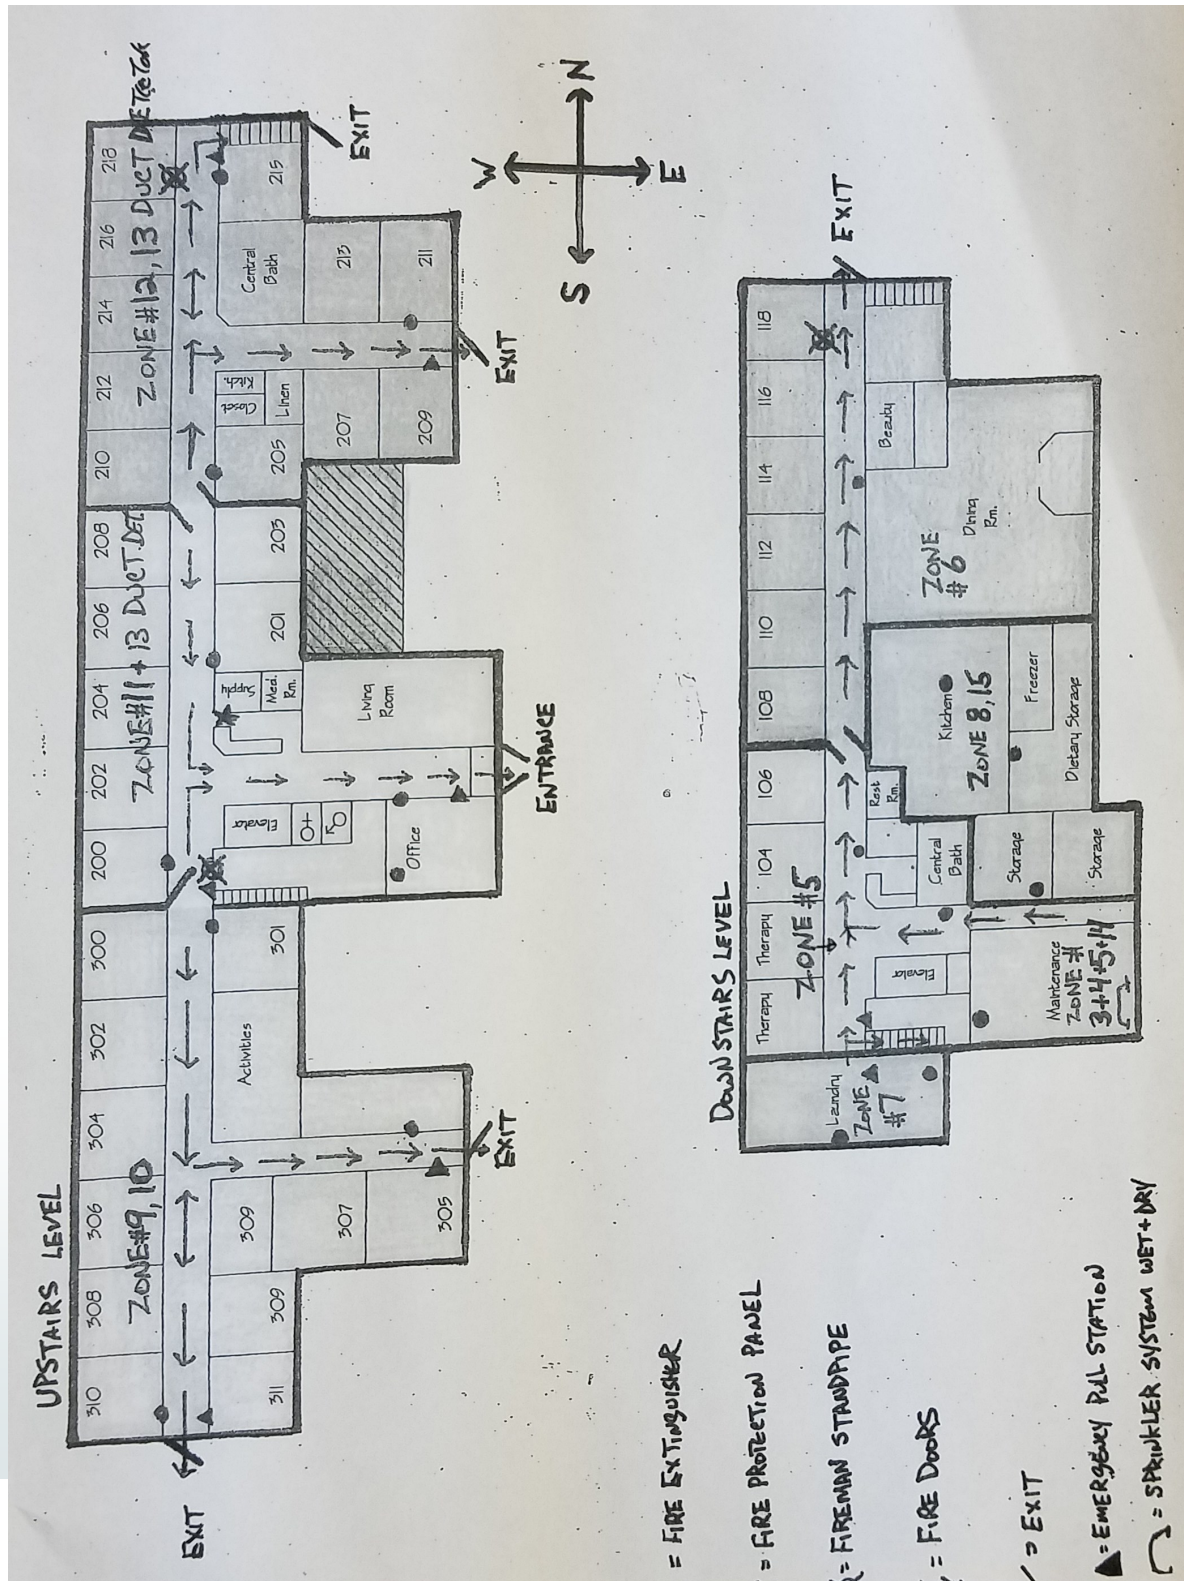 UPSTAIRS LEVEL
310
308
306
304
302
300
200
202
204
206
208
210
212
214
216
218
ZONE#9,10
ZONE#11+13 DUCT.DET
ZONE#12,13 DUCT DETECTOR
EXIT
311
309
309
307
305
EXIT
Activities
301
Elevator
Office
ENTRANCE
Supply
Med.
Rm.
Living
Room
201
203
205
Closet
Kitch.
Linen
207
209
EXIT
Central
Bath
213
211
215
EXIT
S
W
N
E
DOWNSTAIRS LEVEL
Therapy
Therapy
104
106
108
110
112
114
116
118
ZONE #5
EXIT
Laundry
ZONE
#7
Elevator
Maintenance
ZONE #
3+4+5+14
Central
Bath
Rest
Rm.
Storage
Storage
Kitchen
ZONE 8,15
Freezer
Dietary Storage
ZONE
#6
Dining
Rm.
Beauty
= FIRE EXTINGUISHER
= FIRE PROTECTION PANEL
= FIREMAN STANDPIPE
= FIRE DOORS
= EXIT
▲=EMERGENCY PULL STATION
= SPRINKLER SYSTEM WET+DRY